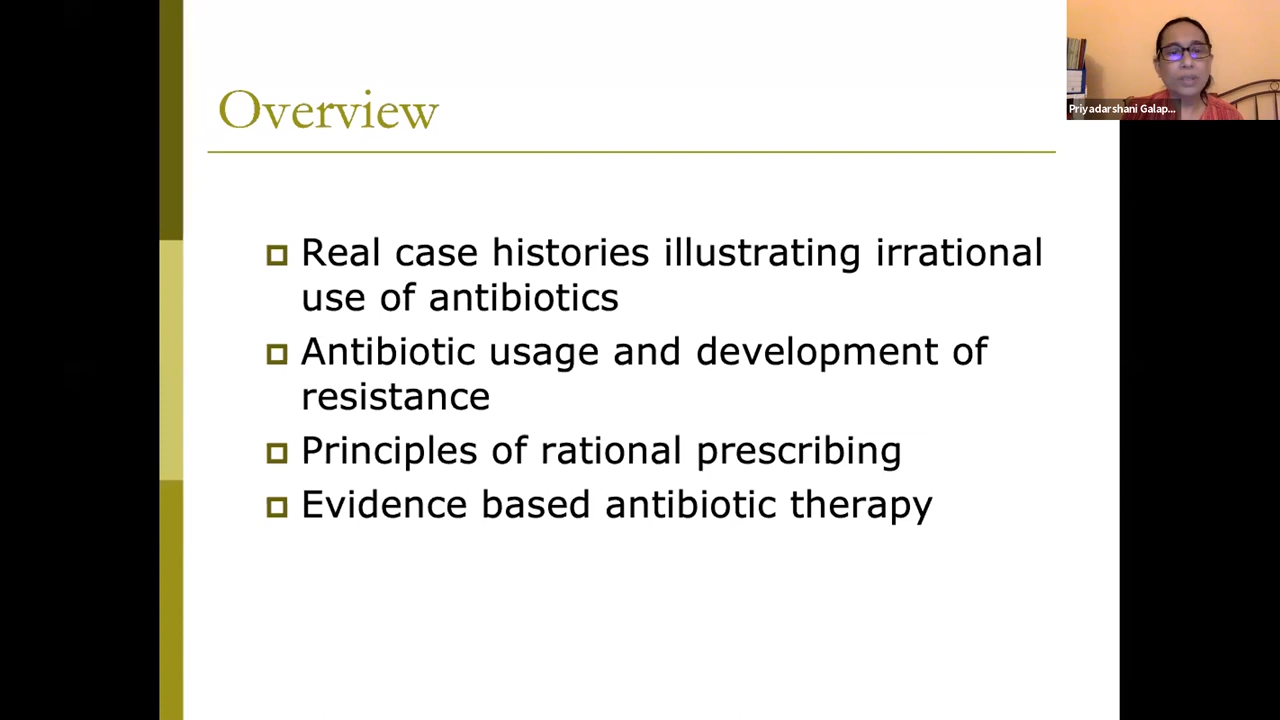 Overview
Priyadarshani Galap...
Real case histories illustrating irrational
use of antibiotics
Antibiotic usage and development of
resistance
Principles of rational prescribing
Evidence based antibiotic therapy